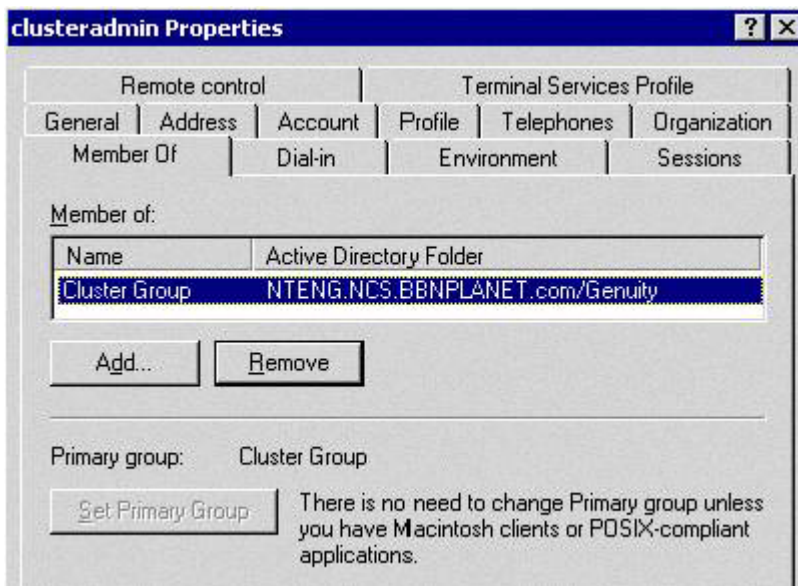 clusteradmin Properties
? X
Remote control Terminal Services Profile
General Address Account Profile Telephones Organization
Member Of Dial-in Environment Sessions
Member of:
Name Active Directory Folder
Cluster Group NTENG.NCS.BBNPLANET.com/Genuity
Add... Remove
Primary group: Cluster Group
Set Primary Group
There is no need to change Primary group unless
you have Macintosh clients or POSIX-compliant
applications.